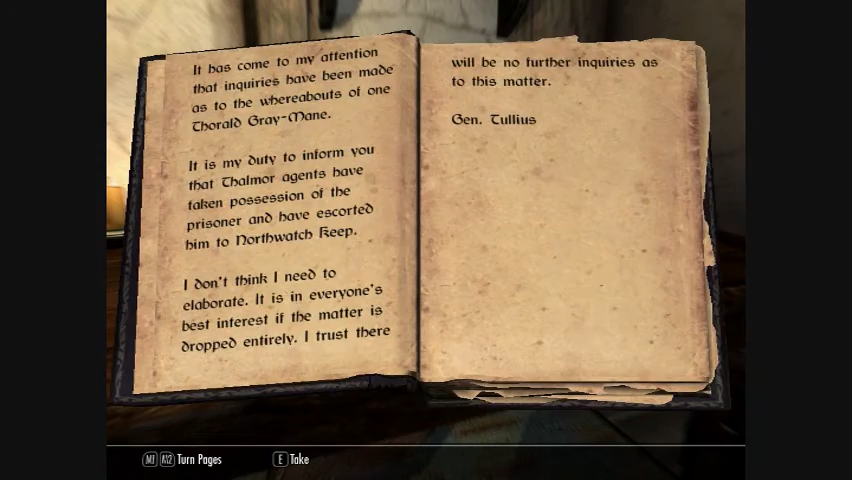 It has come to my attention
that inquiries have been made
as to the whereabouts of one
Thorald Gray-Mane.
It is my duty to inform you
that Thalmor agents have
taken possession of the
prisoner and have escorted
him to Northwatch Keep.
I don't think I need to
elaborate. It is in everyone's
best interest if the matter is
dropped entirely. I trust there
will be no further inquiries as
to this matter.
Gen. Tullius
M1 M2 Turn Pages
E Take